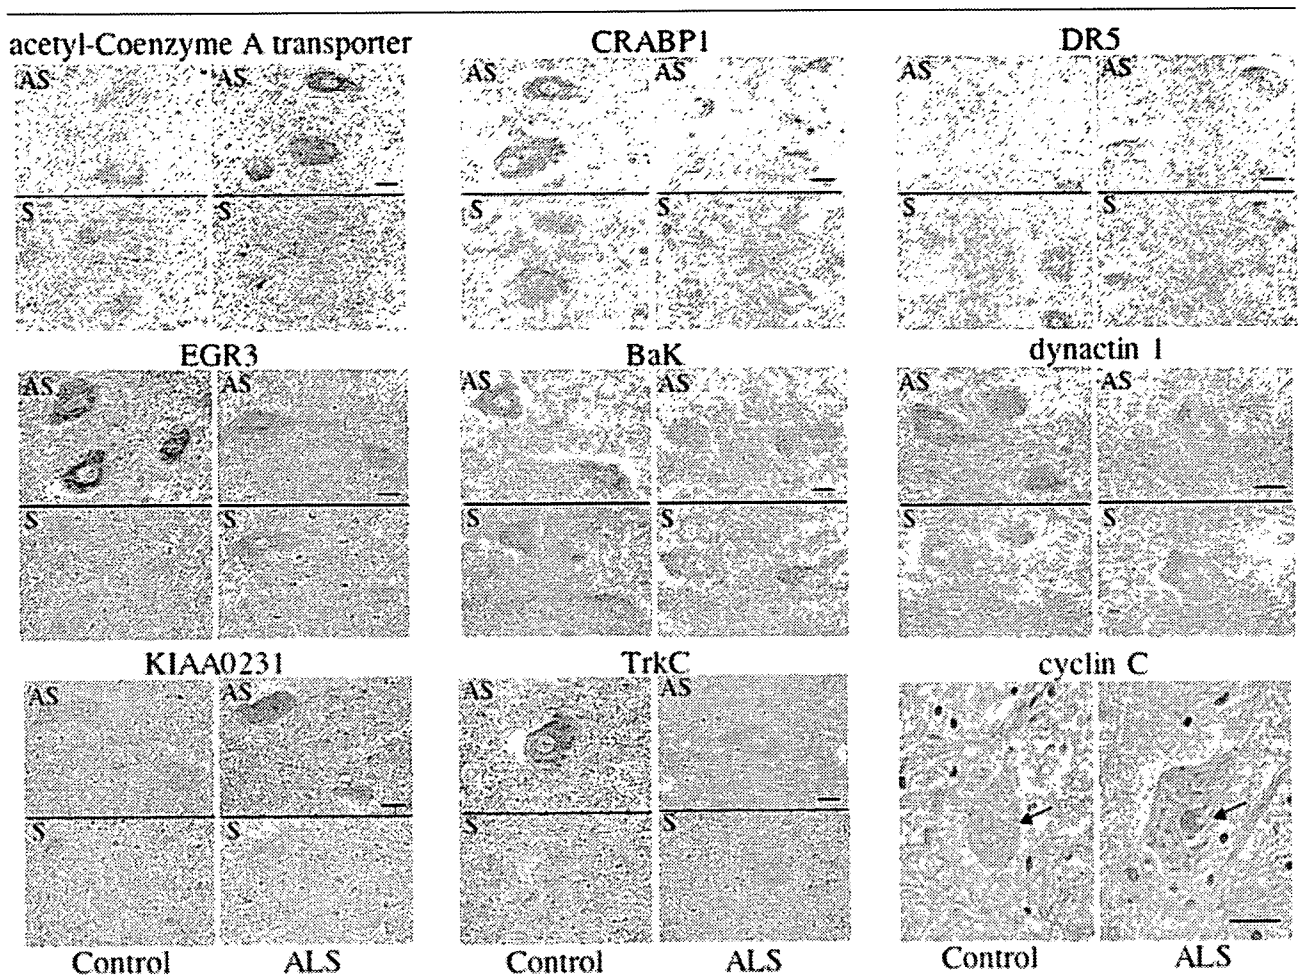 acetyl-Coenzyme A transporter CRABP1 DR5
AS AS AS AS AS AS
S S S S S S
EGR3 BaK dynactin 1
AS AS AS AS AS AS
S S S S S S
KIAA0231 TrkC cyclin C
AS AS AS AS
S S S S
Control ALS Control ALS Control ALS